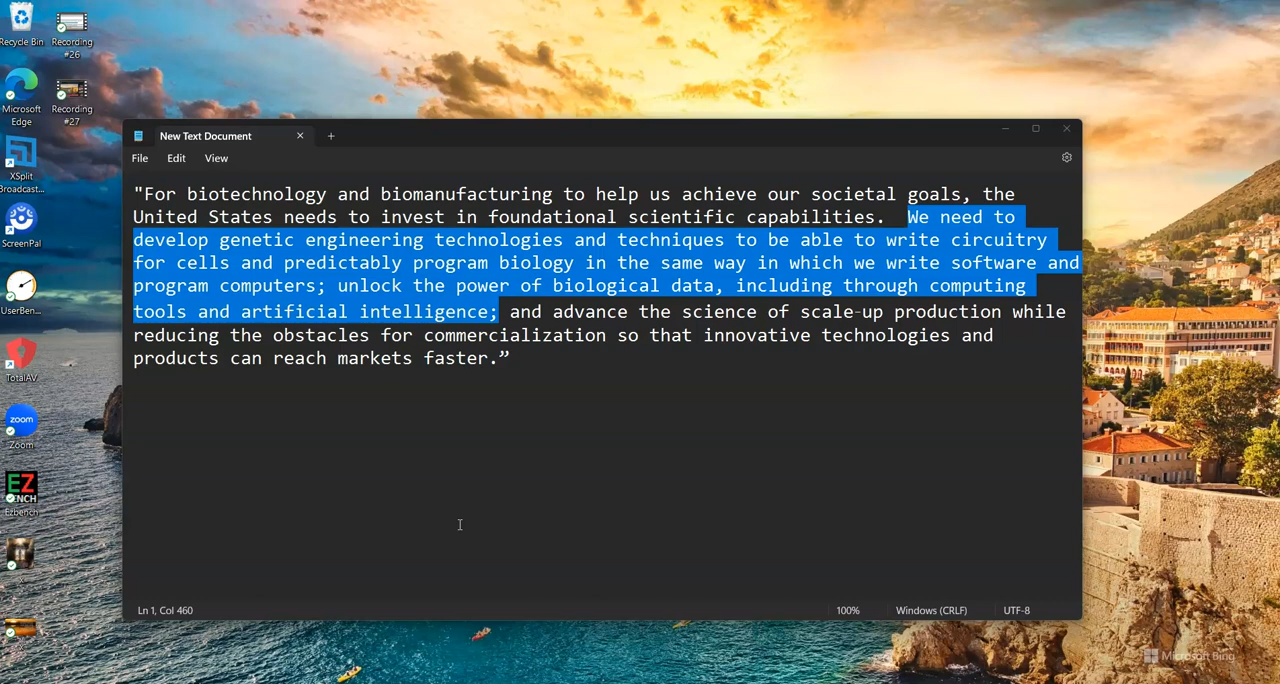 Recycle Bin
Recording
#26
Microsoft
Edge
Recording
#27
XSplit
Broadcast...
ScreenPal
UserBen...
TotalAV
zoom
Zoom
EZ
ENCH
Ezbench
New Text Document
File Edit View
"For biotechnology and biomanufacturing to help us achieve our societal goals, the
United States needs to invest in foundational scientific capabilities. We need to
develop genetic engineering technologies and techniques to be able to write circuitry
for cells and predictably program biology in the same way in which we write software and
program computers; unlock the power of biological data, including through computing
tools and artificial intelligence; and advance the science of scale-up production while
reducing the obstacles for commercialization so that innovative technologies and
products can reach markets faster.”
Ln 1, Col 460 100% Windows (CRLF) UTF-8
Microsoft Bing